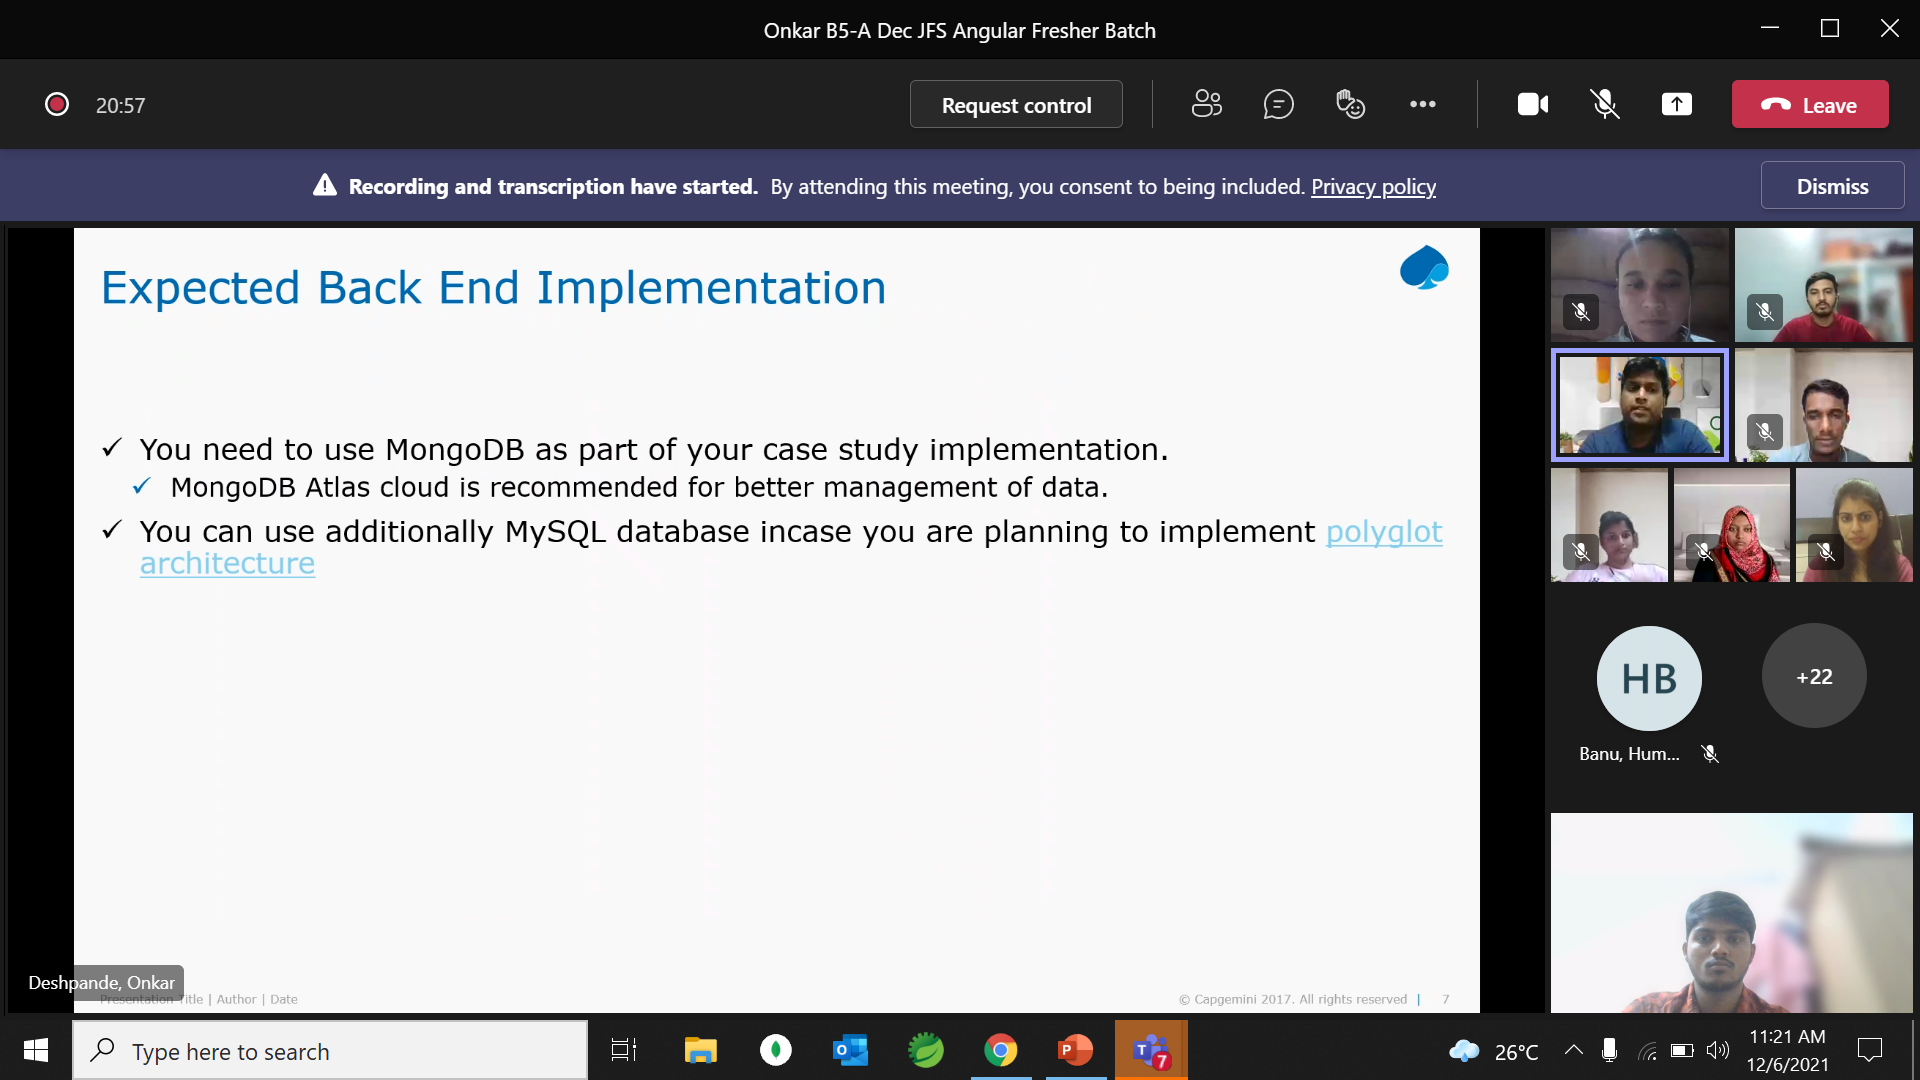 Onkar B5-A Dec JFS Angular Fresher Batch
20:57
Request control
Leave
Recording and transcription have started. By attending this meeting, you consent to being included. Privacy policy
Dismiss
Expected Back End Implementation
You need to use MongoDB as part of your case study implementation.
MongoDB Atlas cloud is recommended for better management of data.
You can use additionally MySQL database incase you are planning to implement polyglot
architecture
HB
+22
Banu, Hum...
Deshpande, Onkar
Presentation Title | Author | Date
© Capgemini 2017. All rights reserved | 7
Type here to search
O
P
T
7
26°C
11:21 AM
12/6/2021